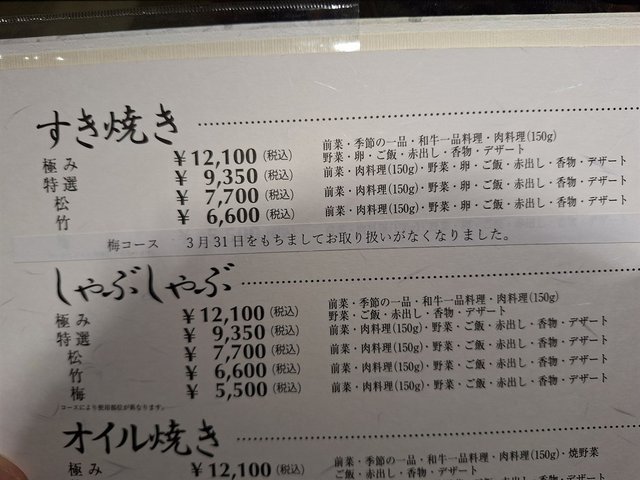 すき焼き
極み ￥12,100 (税込) 前菜・季節の一品・和牛一品料理・肉料理(150g)
野菜・卵・ご飯・赤出し・香物・デザート
特選 ￥ 9,350 (税込) 前菜・肉料理(150g)・野菜・卵・ご飯・赤出し・香物・デザート
松 ￥ 7,700 (税込) 前菜・肉料理(150g)・野菜・卵・ご飯・赤出し・香物・デザート
竹 ￥ 6,600 (税込) 前菜・肉料理(150g)・野菜・卵・ご飯・赤出し・香物・デザート
梅コース 3月31日をもちましてお取り扱いがなくなりました。
しゃぶしゃぶ
極み ￥12,100 (税込) 前菜・季節の一品・和牛一品料理・肉料理(150g)
野菜・ご飯・赤出し・香物・デザート
特選 ￥ 9,350 (税込) 前菜・肉料理(150g)・野菜・ご飯・赤出し・香物・デザート
松 ￥ 7,700 (税込) 前菜・肉料理(150g)・野菜・ご飯・赤出し・香物・デザート
竹 ￥ 6,600 (税込) 前菜・肉料理(150g)・野菜・ご飯・赤出し・香物・デザート
梅 ￥ 5,500 (税込) 前菜・肉料理(150g)・野菜・ご飯・赤出し・香物・デザート
コースにより使用部位が異なります。
オイル焼き
極み ￥12,100 (税込) 前菜・季節の一品・和牛一品料理・肉料理(150g)・焼野菜
ご飯・赤出し・香物・デザート